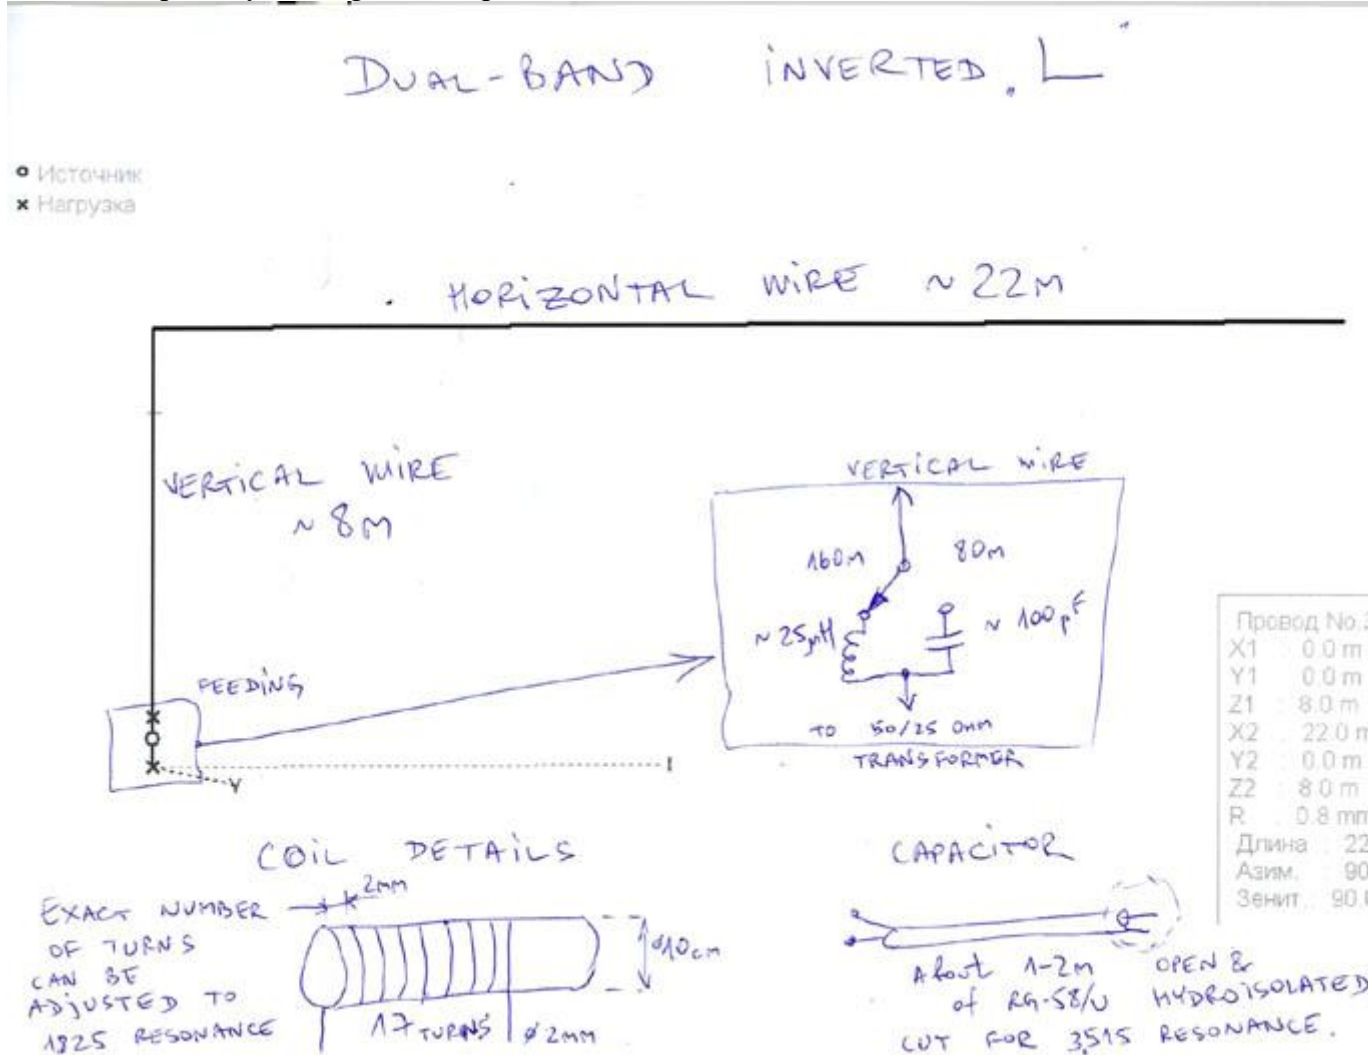 DUAL-BAND INVERTED „L"
Источник
Нагрузка
HORIZONTAL WIRE ~ 22M
VERTICAL WIRE
~ 8M
VERTICAL WIRE
160m 80m
~ 25μH ~ 100pF
TO 50/25 OHM
TRANSFORMER
FEEDING
Y
Провод No.
X1 : 0.0 m
Y1 0.0 m
Z1 : 8.0 m
X2 : 22.0 m
Y2 : 0.0 m
Z2 : 8.0 m
R : 0.8 mm
Длина : 22
Азим. : 90
Зенит : 90.
COIL DETAILS
2mm
EXACT NUMBER
OF TURNS
CAN BE
ADJUSTED TO
1825 RESONANCE
ø10cm
17 TURNS ø 2mm
CAPACITOR
About 1-2m
of RG-58/U
OPEN &
HYDROISOLATED
CUT FOR 3,515 RESONANCE.